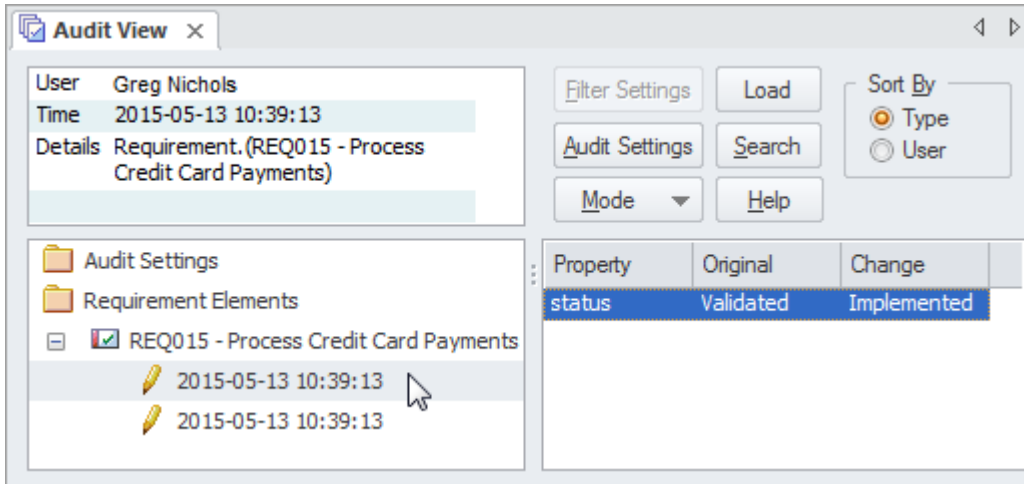 Audit View
User Greg Nichols
Time 2015-05-13 10:39:13
Details Requirement.(REQ015 - Process
Credit Card Payments)
Filter Settings Load
Audit Settings Search
Mode Help
Sort By
Type
User
Audit Settings
Requirement Elements
REQ015 - Process Credit Card Payments
2015-05-13 10:39:13
2015-05-13 10:39:13
Property Original Change
status Validated Implemented